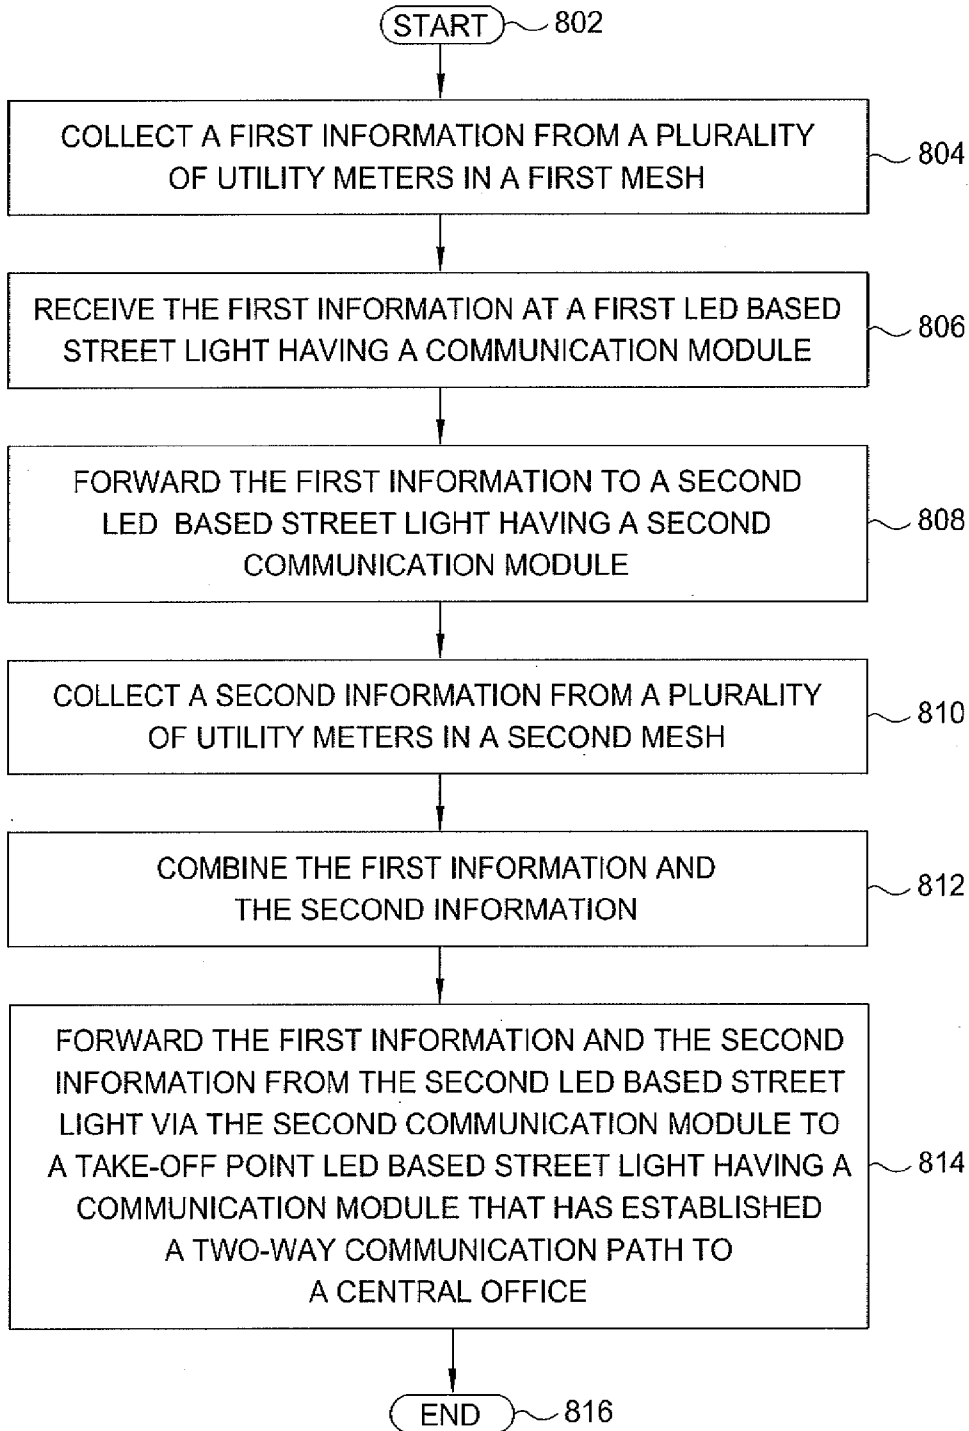 START 802
COLLECT A FIRST INFORMATION FROM A PLURALITY
OF UTILITY METERS IN A FIRST MESH
804
RECEIVE THE FIRST INFORMATION AT A FIRST LED BASED
STREET LIGHT HAVING A COMMUNICATION MODULE
806
FORWARD THE FIRST INFORMATION TO A SECOND
LED BASED STREET LIGHT HAVING A SECOND
COMMUNICATION MODULE
808
COLLECT A SECOND INFORMATION FROM A PLURALITY
OF UTILITY METERS IN A SECOND MESH
810
COMBINE THE FIRST INFORMATION AND
THE SECOND INFORMATION
812
FORWARD THE FIRST INFORMATION AND THE SECOND
INFORMATION FROM THE SECOND LED BASED STREET
LIGHT VIA THE SECOND COMMUNICATION MODULE TO
A TAKE-OFF POINT LED BASED STREET LIGHT HAVING A
COMMUNICATION MODULE THAT HAS ESTABLISHED
A TWO-WAY COMMUNICATION PATH TO
A CENTRAL OFFICE
814
END 816